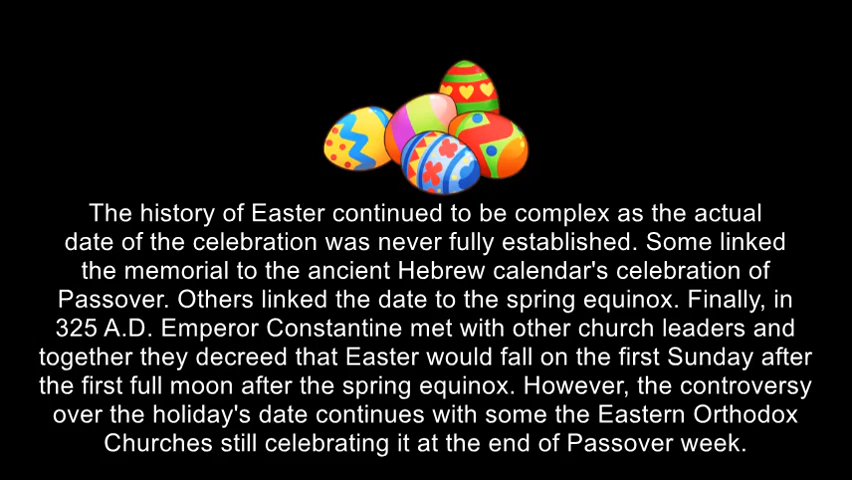 The history of Easter continued to be complex as the actual
date of the celebration was never fully established. Some linked
the memorial to the ancient Hebrew calendar's celebration of
Passover. Others linked the date to the spring equinox. Finally, in
325 A.D. Emperor Constantine met with other church leaders and
together they decreed that Easter would fall on the first Sunday after
the first full moon after the spring equinox. However, the controversy
over the holiday's date continues with some the Eastern Orthodox
Churches still celebrating it at the end of Passover week.